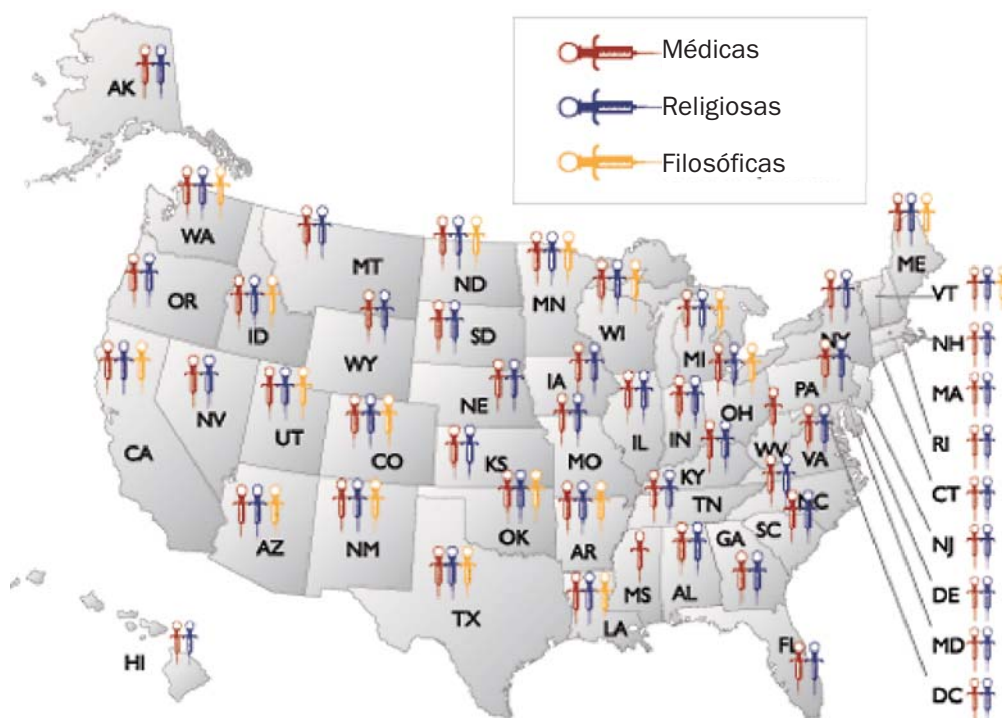 Médicas
Religiosas
Filosóficas
AK
WA
MT
ND
MN
ME
OR
ID
WY
SD
WI
MI
NY
VT
NH
MA
RI
CT
NJ
DE
MD
DC
CA
NV
UT
CO
NE
KS
IA
MO
IL
IN
OH
PA
WV
VA
KY
TN
NC
SC
AZ
NM
OK
AR
TX
LA
MS
AL
GA
FL
HI